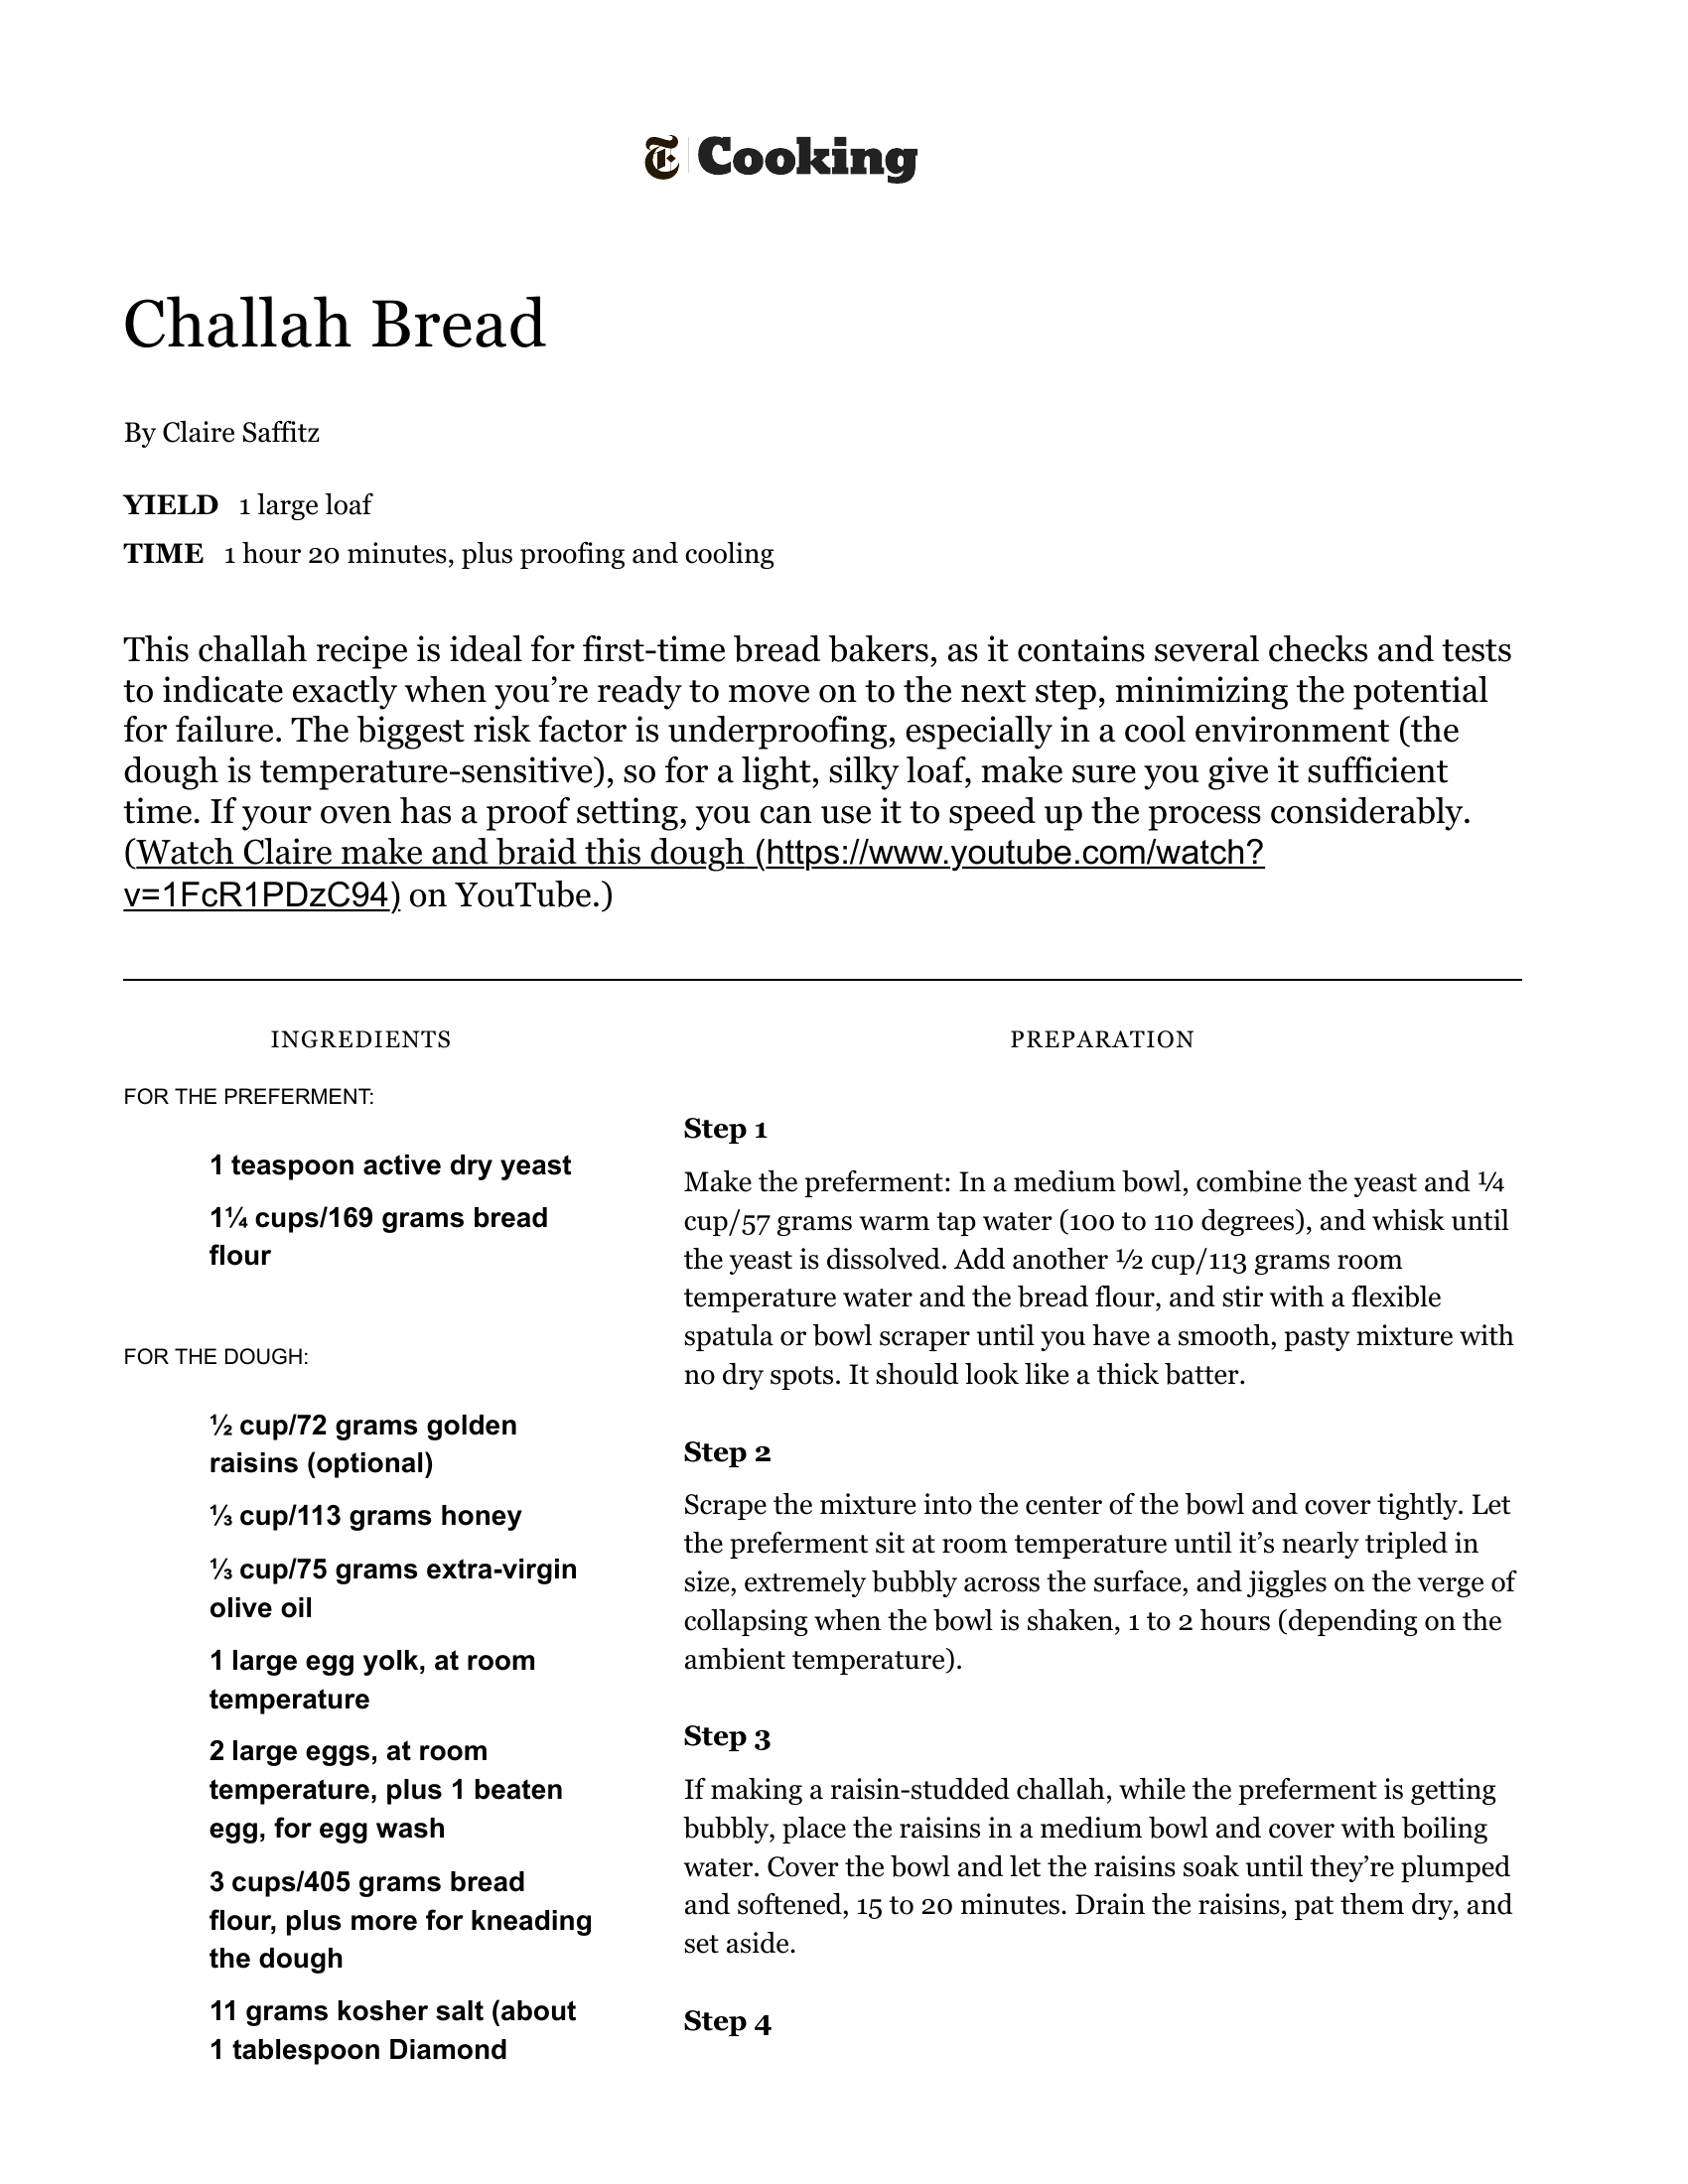 T Cooking
Challah Bread
By Claire Saffitz
YIELD 1 large loaf
TIME 1 hour 20 minutes, plus proofing and cooling
This challah recipe is ideal for first-time bread bakers, as it contains several checks and tests
to indicate exactly when you’re ready to move on to the next step, minimizing the potential
for failure. The biggest risk factor is underproofing, especially in a cool environment (the
dough is temperature-sensitive), so for a light, silky loaf, make sure you give it sufficient
time. If your oven has a proof setting, you can use it to speed up the process considerably.
(Watch Claire make and braid this dough (https://www.youtube.com/watch?
v=1FcR1PDzC94) on YouTube.)
INGREDIENTS
FOR THE PREFERMENT:
1 teaspoon active dry yeast
1¼ cups/169 grams bread
flour
FOR THE DOUGH:
½ cup/72 grams golden
raisins (optional)
⅓ cup/113 grams honey
⅓ cup/75 grams extra-virgin
olive oil
1 large egg yolk, at room
temperature
2 large eggs, at room
temperature, plus 1 beaten
egg, for egg wash
3 cups/405 grams bread
flour, plus more for kneading
the dough
11 grams kosher salt (about
1 tablespoon Diamond
PREPARATION
Step 1
Make the preferment: In a medium bowl, combine the yeast and ¼
cup/57 grams warm tap water (100 to 110 degrees), and whisk until
the yeast is dissolved. Add another ½ cup/113 grams room
temperature water and the bread flour, and stir with a flexible
spatula or bowl scraper until you have a smooth, pasty mixture with
no dry spots. It should look like a thick batter.
Step 2
Scrape the mixture into the center of the bowl and cover tightly. Let
the preferment sit at room temperature until it’s nearly tripled in
size, extremely bubbly across the surface, and jiggles on the verge of
collapsing when the bowl is shaken, 1 to 2 hours (depending on the
ambient temperature).
Step 3
If making a raisin-studded challah, while the preferment is getting
bubbly, place the raisins in a medium bowl and cover with boiling
water. Cover the bowl and let the raisins soak until they’re plumped
and softened, 15 to 20 minutes. Drain the raisins, pat them dry, and
set aside.
Step 4